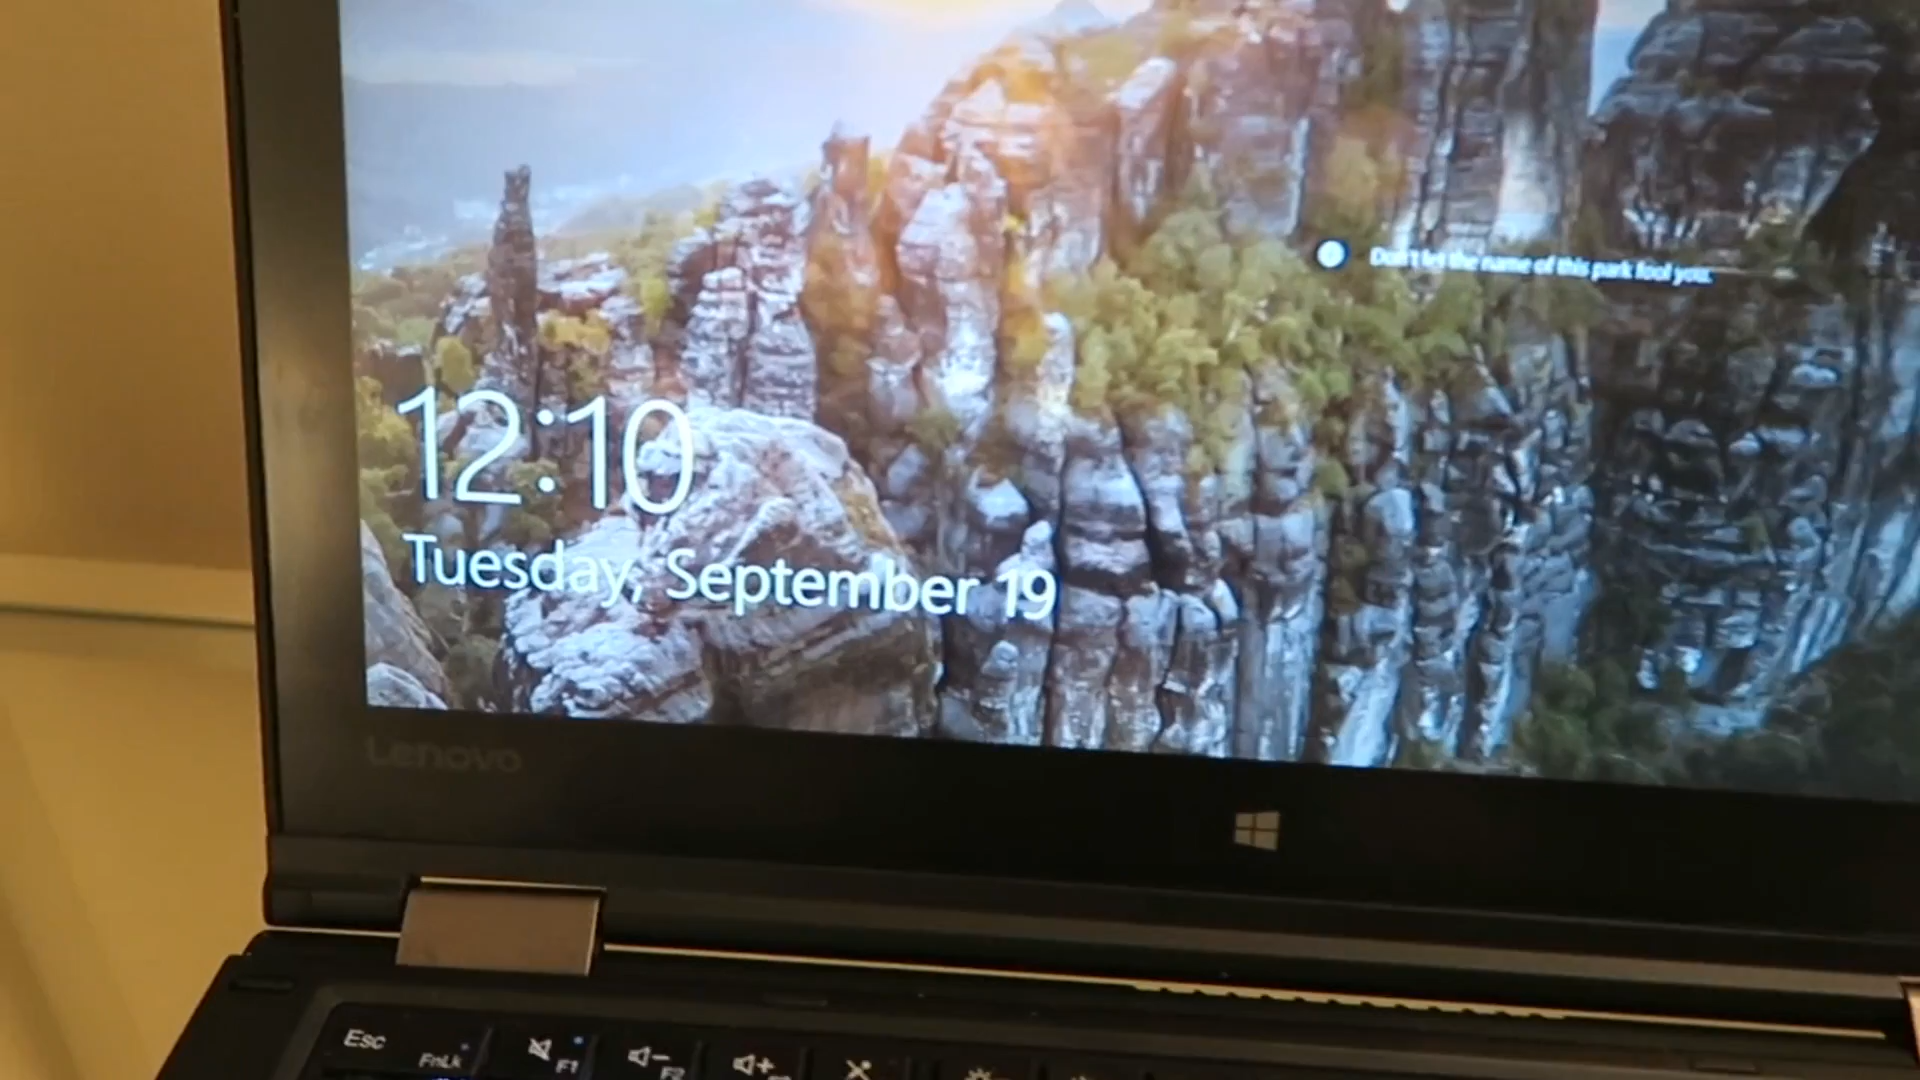 Don't let the name of this park fool you.
12:10
Tuesday, September 19
Lenovo
Esc
FnLk
F1
F2